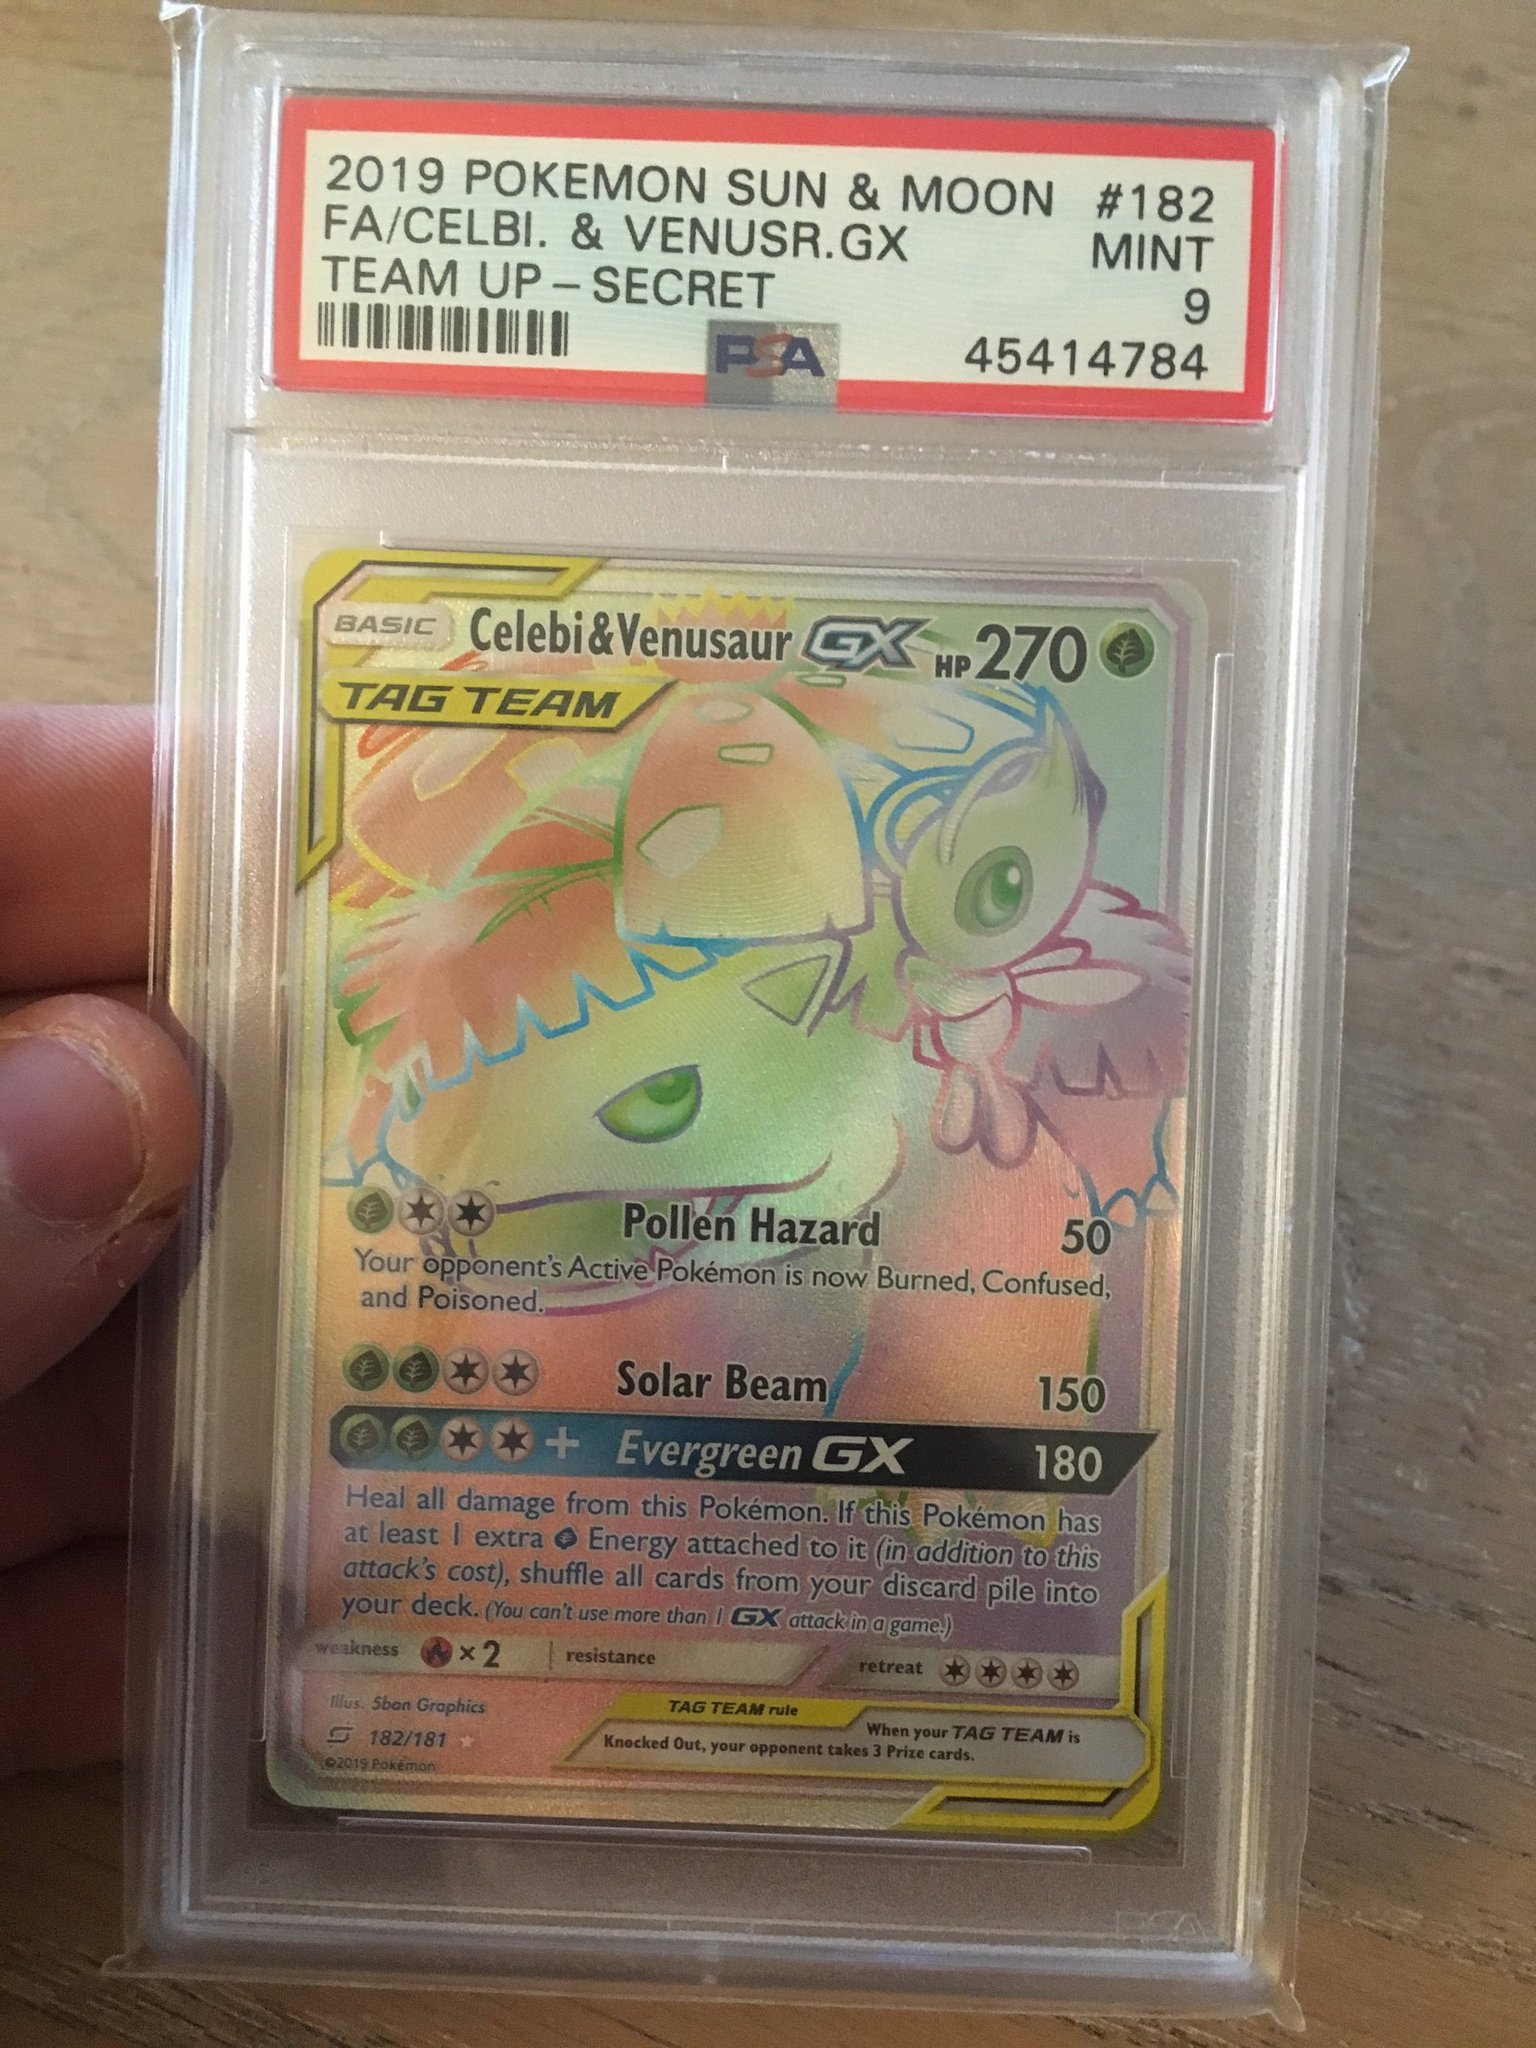 2019 POKEMON SUN & MOON #182
FA/CELBI. & VENUSR.GX MINT
TEAM UP – SECRET 9
PSA 45414784
BASIC Celebi&Venusaur GX HP270
TAG TEAM
Pollen Hazard 50
Your opponent's Active Pokémon is now Burned, Confused,
and Poisoned.
Solar Beam 150
+ Evergreen GX 180
Heal all damage from this Pokémon. If this Pokémon has
at least 1 extra Energy attached to it (in addition to this
attack's cost), shuffle all cards from your discard pile into
your deck. (You can't use more than 1 GX attack in a game.)
weakness ×2 resistance retreat
Illus. 5ban Graphics
182/181
©2019 Pokémon
TAG TEAM rule
When your TAG TEAM is
Knocked Out, your opponent takes 3 Prize cards.
PSA